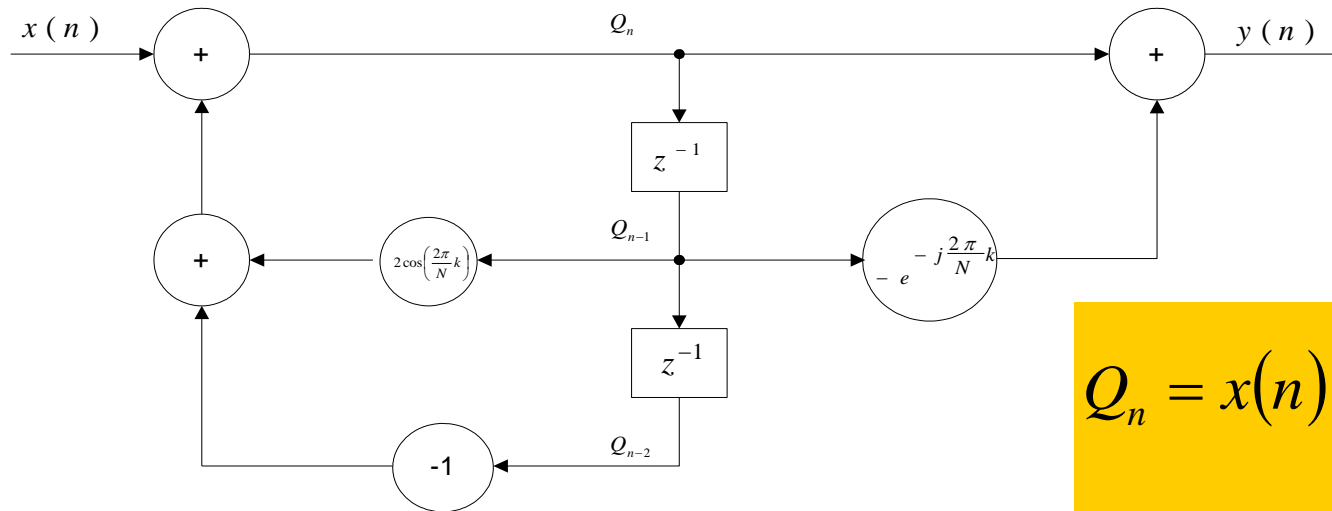 x ( n )
Q_n
y ( n )
+
+
z^{-1}
Q_{n-1}
+
2cos(2π/N k)
- e^{-j 2π/N k}
z^{-1}
Q_n = x(n)
Q_{n-2}
-1